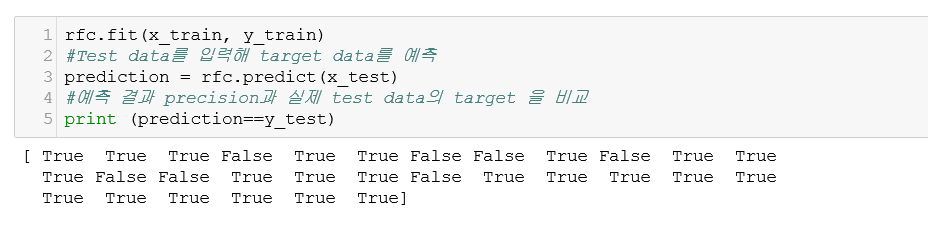 1 rfc.fit(x_train, y_train)
2 #Test data를 입력해 target data를 예측
3 prediction = rfc.predict(x_test)
4 #예측 결과 precision과 실제 test data의 target 을 비교
5 print (prediction==y_test)
[ True True True False True True False False True False True True
True False False True True True False True True True True True
True True True True True True]